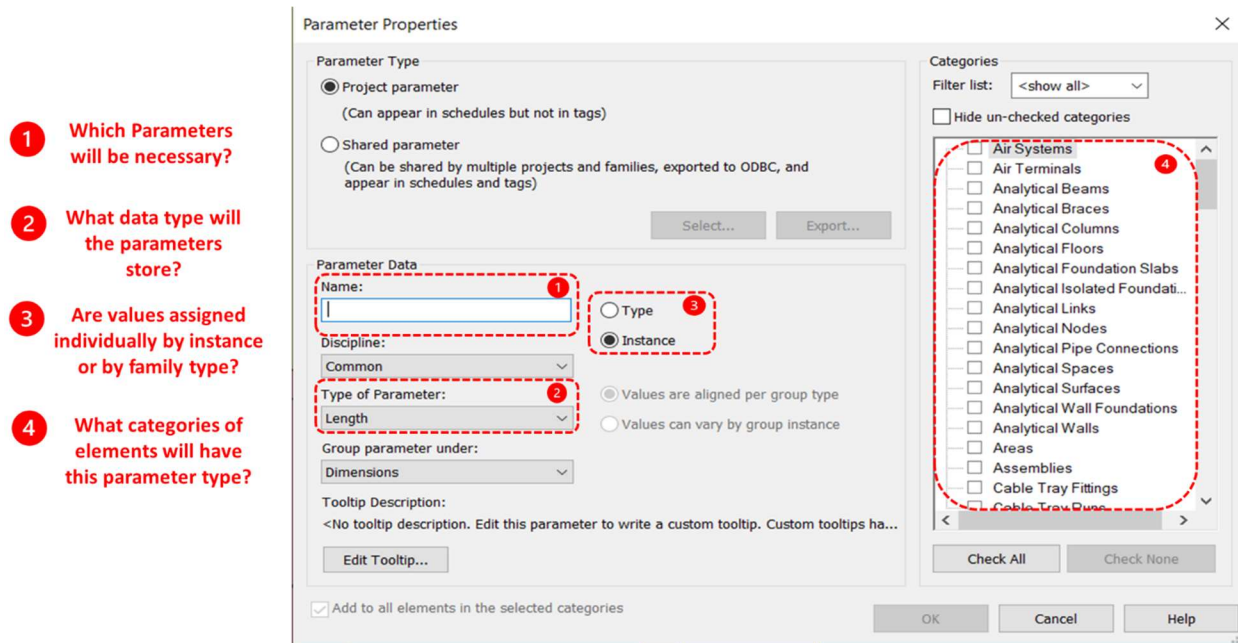 1
Which Parameters
will be necessary?
2
What data type will
the parameters
store?
3
Are values assigned
individually by instance
or by family type?
4
What categories of
elements will have
this parameter type?
Parameter Properties
Parameter Type
Project parameter
(Can appear in schedules but not in tags)
Shared parameter
(Can be shared by multiple projects and families, exported to ODBC, and
appear in schedules and tags)
Select...
Export...
Parameter Data
Name:
1
Type
3
Instance
Discipline:
Common
Type of Parameter:
2
Length
Values are aligned per group type
Values can vary by group instance
Group parameter under:
Dimensions
Tooltip Description:
<No tooltip description. Edit this parameter to write a custom tooltip. Custom tooltips ha...
Edit Tooltip...
Add to all elements in the selected categories
Categories
Filter list:
<show all>
Hide un-checked categories
Air Systems
4
Air Terminals
Analytical Beams
Analytical Braces
Analytical Columns
Analytical Floors
Analytical Foundation Slabs
Analytical Isolated Foundati...
Analytical Links
Analytical Nodes
Analytical Pipe Connections
Analytical Spaces
Analytical Surfaces
Analytical Wall Foundations
Analytical Walls
Areas
Assemblies
Cable Tray Fittings
Cable Tray Runs
Check All
Check None
OK
Cancel
Help